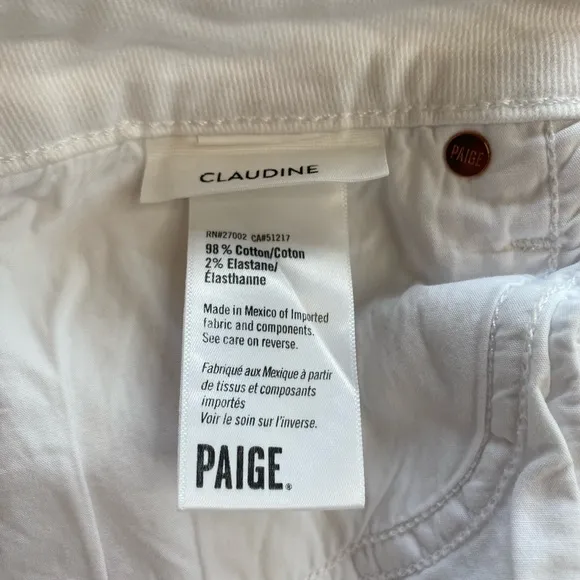 CLAUDINE
PAIGE
RN#27002 CA#51217
98 % Cotton/Coton
2% Elastane/
Élasthanne
Made in Mexico of Imported
fabric and components.
See care on reverse.
Fabriqué aux Mexique à partir
de tissus et composants
importés
Voir le soin sur l'inverse.
PAIGE®